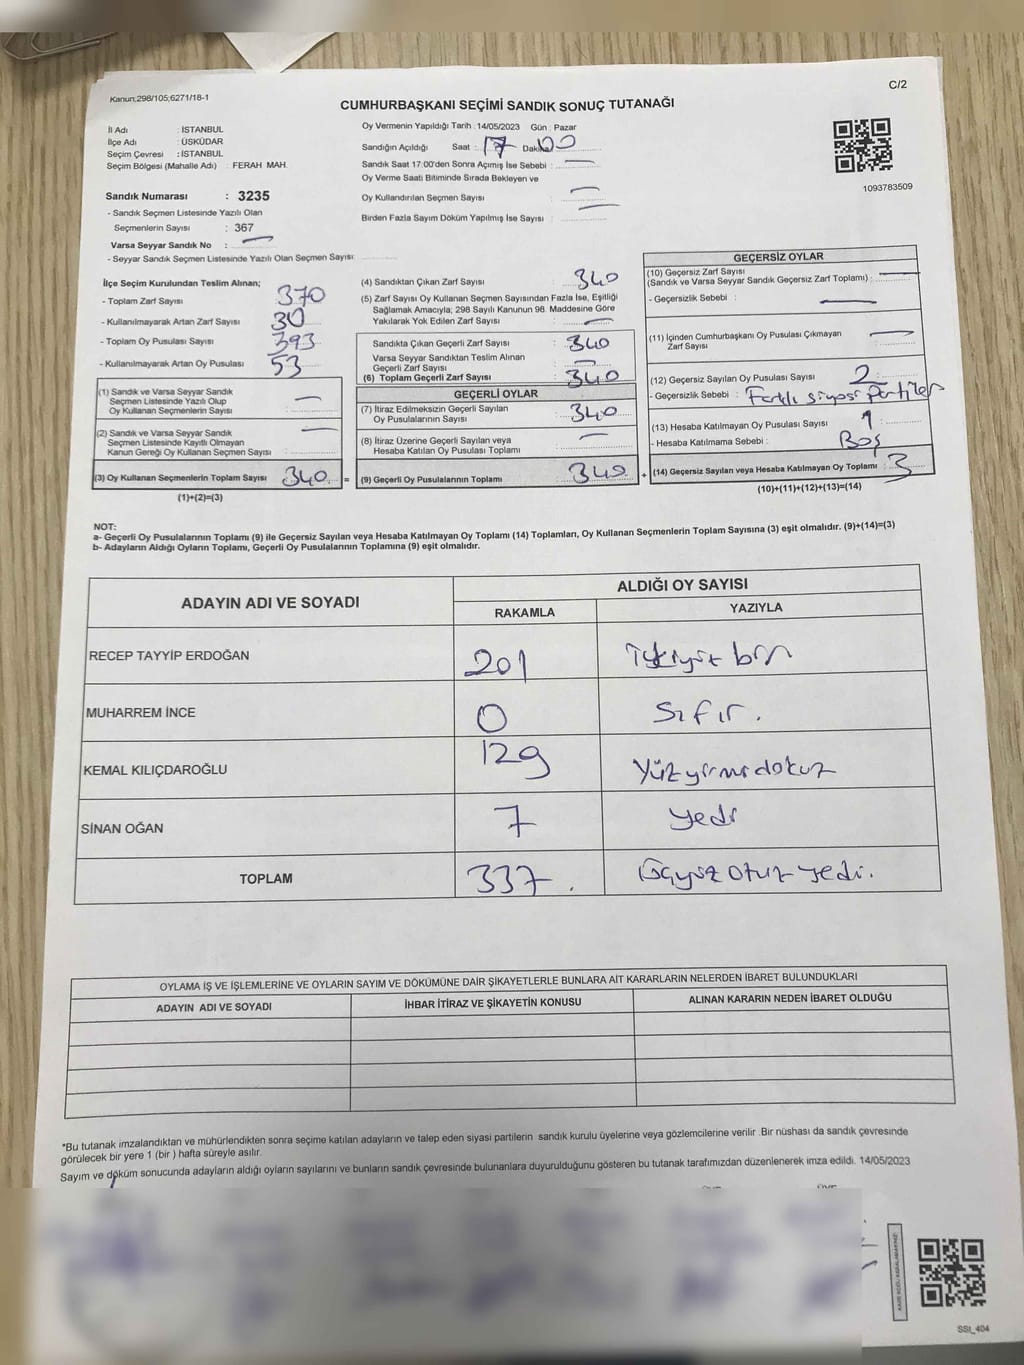 C/2
Kanun;298/105;6271/18-1
CUMHURBAŞKANI SEÇİMİ SANDIK SONUÇ TUTANAĞI
İl Adı : İSTANBUL
İlçe Adı : ÜSKÜDAR
Seçim Çevresi : İSTANBUL
Seçim Bölgesi (Mahalle Adı) : FERAH MAH.
Sandık Numarası : 3235
- Sandık Seçmen Listesinde Yazılı Olan
Seçmenlerin Sayısı : 367
Varsa Seyyar Sandık No :
- Seyyar Sandık Seçmen Listesinde Yazılı Olan Seçmen Sayısı:
Oy Vermenin Yapıldığı Tarih : 14/05/2023 Gün : Pazar
Sandığın Açıldığı Saat : 17 Dakika 00
Sandık Saat 17:00'den Sonra Açımış İse Sebebi :
Oy Verme Saati Bitiminde Sırada Bekleyen ve
Oy Kullandırılan Seçmen Sayısı :
Birden Fazla Sayım Döküm Yapılmış İse Sayısı :
1093783509
İlçe Seçim Kurulundan Teslim Alınan;
- Toplam Zarf Sayısı : 370
- Kullanılmayarak Artan Zarf Sayısı : 30
- Toplam Oy Pusulası Sayısı : 393
- Kullanılmayarak Artan Oy Pusulası : 53
(1) Sandık ve Varsa Seyyar Sandık
Seçmen Listesinde Yazılı Olup
Oy Kullanan Seçmenlerin Sayısı :
(2) Sandık ve Varsa Seyyar Sandık
Seçmen Listesinde Kayıtlı Olmayan
Kanun Gereği Oy Kullanan Seçmen Sayısı :
(3) Oy Kullanan Seçmenlerin Toplam Sayısı : 340 =
(1)+(2)=(3)
(4) Sandıktan Çıkan Zarf Sayısı : 340
(5) Zarf Sayısı Oy Kullanan Seçmen Sayısından Fazla İse, Eşitliği
Sağlamak Amacıyla; 298 Sayılı Kanunun 98. Maddesine Göre
Yakılarak Yok Edilen Zarf Sayısı :
Sandıkta Çıkan Geçerli Zarf Sayısı : 340
Varsa Seyyar Sandıktan Teslim Alınan
Geçerli Zarf Sayısı :
(6) Toplam Geçerli Zarf Sayısı : 340
GEÇERLİ OYLAR
(7) İtiraz Edilmeksizin Geçerli Sayılan
Oy Pusulalarının Sayısı : 340
(8) İtiraz Üzerine Geçerli Sayılan veya
Hesaba Katılan Oy Pusulası Toplamı :
(9) Geçerli Oy Pusulalarının Toplamı : 340 +
GEÇERSİZ OYLAR
(10) Geçersiz Zarf Sayısı :
(Sandık ve Varsa Seyyar Sandık Geçersiz Zarf Toplamı) :
- Geçersizlik Sebebi :
(11) İçinden Cumhurbaşkanı Oy Pusulası Çıkmayan
Zarf Sayısı :
(12) Geçersiz Sayılan Oy Pusulası Sayısı : 2
- Geçersizlik Sebebi : Farklı siyasi partiler
(13) Hesaba Katılmayan Oy Pusulası Sayısı : 1
- Hesaba Katılmama Sebebi : Boş
(14) Geçersiz Sayılan veya Hesaba Katılmayan Oy Toplamı : 3
(10)+(11)+(12)+(13)=(14)
NOT:
a- Geçerli Oy Pusulalarının Toplamı (9) ile Geçersiz Sayılan veya Hesaba Katılmayan Oy Toplamı (14) Toplamları, Oy Kullanan Seçmenlerin Toplam Sayısına (3) eşit olmalıdır. (9)+(14)=(3)
b- Adayların Aldığı Oyların Toplamı, Geçerli Oy Pusulalarının Toplamına (9) eşit olmalıdır.
ADAYIN ADI VE SOYADI
ALDIĞI OY SAYISI
RAKAMLA YAZIYLA
RECEP TAYYİP ERDOĞAN 201 ikiyüz bir
MUHARREM İNCE 0 Sıfır.
KEMAL KILIÇDAROĞLU 129 Yüzyirmidokuz
SİNAN OĞAN 7 yedi
TOPLAM 337. üçyüz otuz yedi.
OYLAMA İŞ VE İŞLEMLERİNE VE OYLARIN SAYIM VE DÖKÜMÜNE DAİR ŞİKAYETLERLE BUNLARA AİT KARARLARIN NELERDEN İBARET BULUNDUKLARI
ADAYIN ADI VE SOYADI İHBAR İTİRAZ VE ŞİKAYETİN KONUSU ALINAN KARARIN NEDEN İBARET OLDUĞU
*Bu tutanak imzalandıktan ve mühürlendikten sonra seçime katılan adayların ve talep eden siyasi partilerin sandık kurulu üyelerine veya gözlemcilerine verilir .Bir nüshası da sandık çevresinde
görülecek bir yere 1 (bir ) hafta süreyle asılır.
Sayım ve döküm sonucunda adayların aldığı oyların sayılarını ve bunların sandık çevresinde bulunanlara duyurulduğunu gösteren bu tutanak tarafımızdan düzenlenerek imza edildi. 14/05/2023
SSt_404